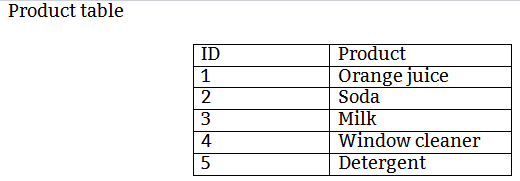 Product table
ID Product
1 Orange juice
2 Soda
3 Milk
4 Window cleaner
5 Detergent